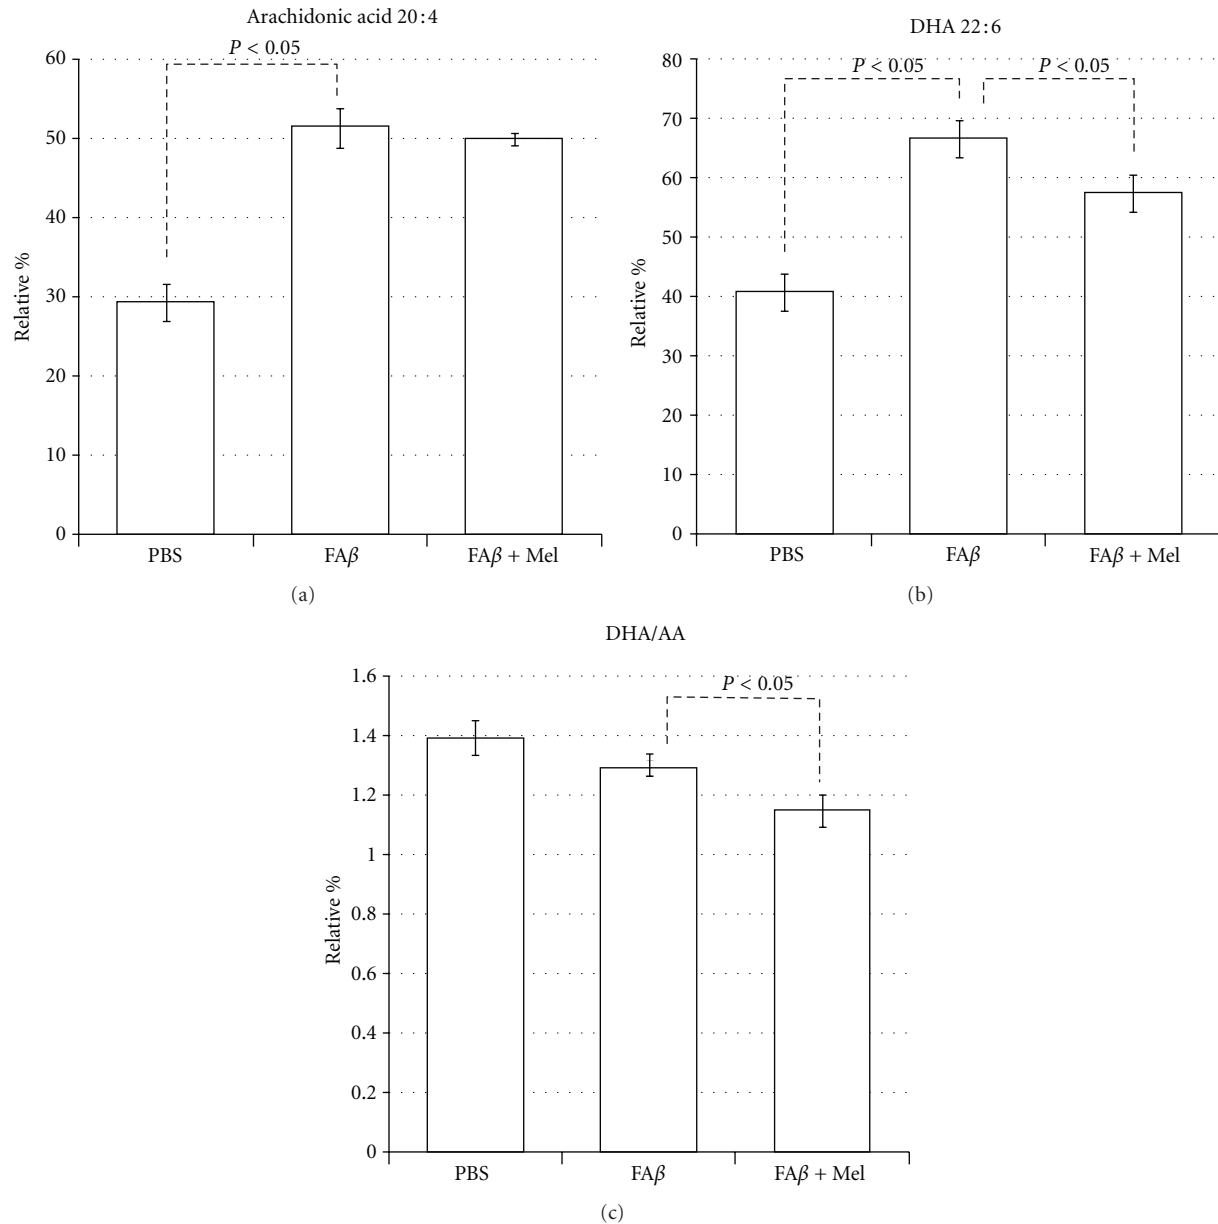 Arachidonic acid 20:4
P < 0.05
60
50
40
30
20
10
0
Relative %
PBS
FAβ
FAβ + Mel
(a)
DHA 22:6
P < 0.05
P < 0.05
80
70
60
50
40
30
20
10
0
Relative %
PBS
FAβ
FAβ + Mel
(b)
DHA/AA
P < 0.05
1.6
1.4
1.2
1
0.8
0.6
0.4
0.2
0
Relative %
PBS
FAβ
FAβ + Mel
(c)